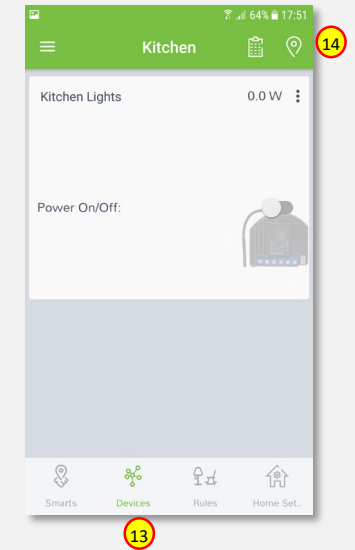 64% 17:51
Kitchen
14
Kitchen Lights 0.0 W
Power On/Off:
Smarts Devices Rules Home Set..
13